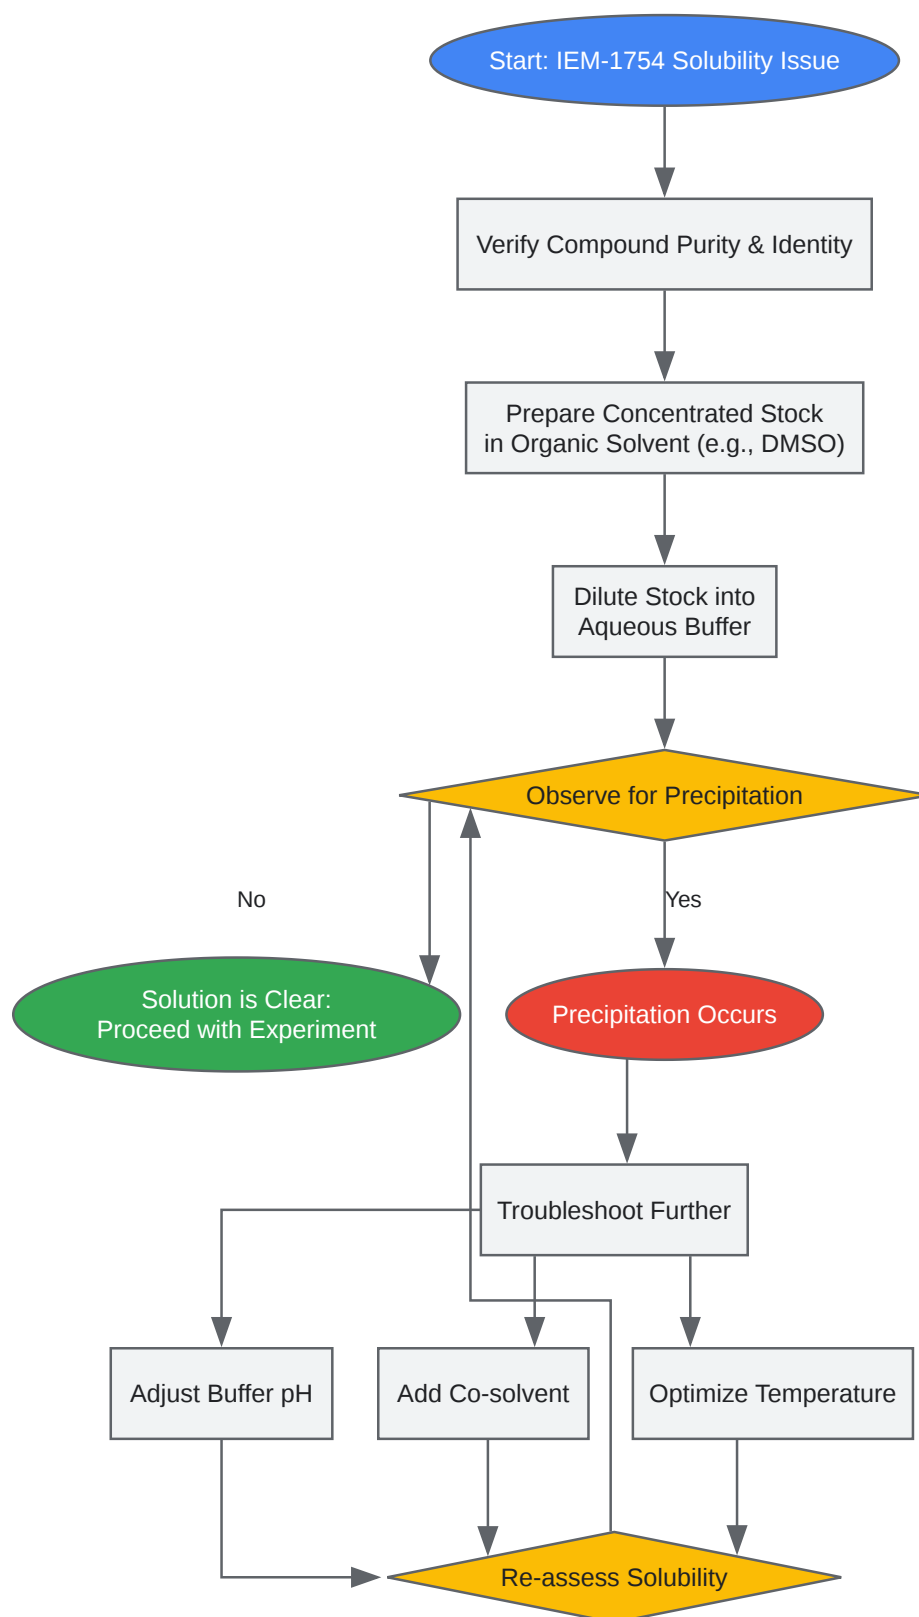 Start: IEM-1754 Solubility Issue
Verify Compound Purity & Identity
Prepare Concentrated Stock
in Organic Solvent (e.g., DMSO)
Dilute Stock into
Aqueous Buffer
Observe for Precipitation
No
Yes
Solution is Clear:
Proceed with Experiment
Precipitation Occurs
Troubleshoot Further
Adjust Buffer pH
Add Co-solvent
Optimize Temperature
Re-assess Solubility